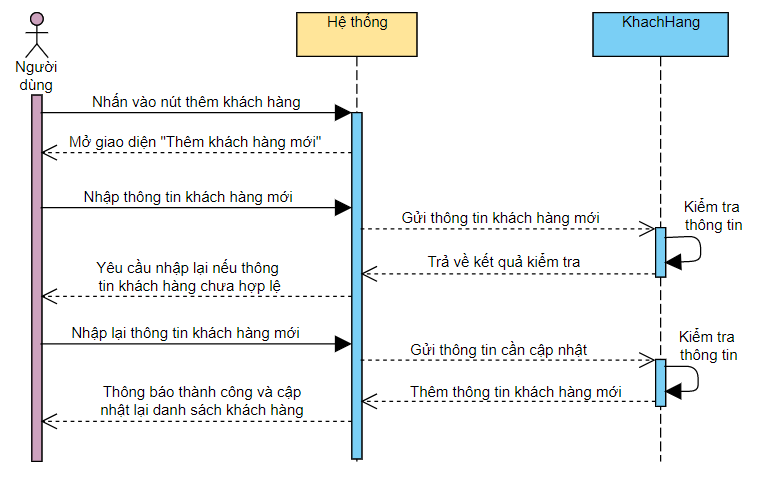 Hệ thống
KhachHang
Người
dùng
Nhấn vào nút thêm khách hàng
Mở giao diện "Thêm khách hàng mới"
Nhập thông tin khách hàng mới
Gửi thông tin khách hàng mới
Kiểm tra
thông tin
Trả về kết quả kiểm tra
Yêu cầu nhập lại nếu thông
tin khách hàng chưa hợp lệ
Nhập lại thông tin khách hàng mới
Gửi thông tin cần cập nhật
Kiểm tra
thông tin
Thêm thông tin khách hàng mới
Thông báo thành công và cập
nhật lại danh sách khách hàng